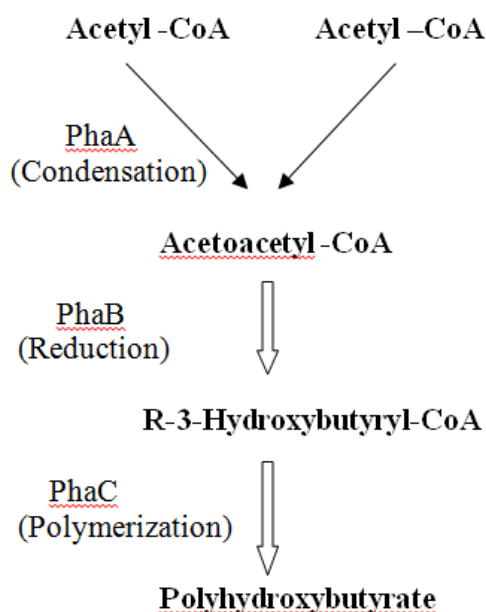 Acetyl -CoA Acetyl –CoA
PhaA
(Condensation)
Acetoacetyl -CoA
PhaB
(Reduction)
R-3-Hydroxybutyryl-CoA
PhaC
(Polymerization)
Polyhydroxybutyrate